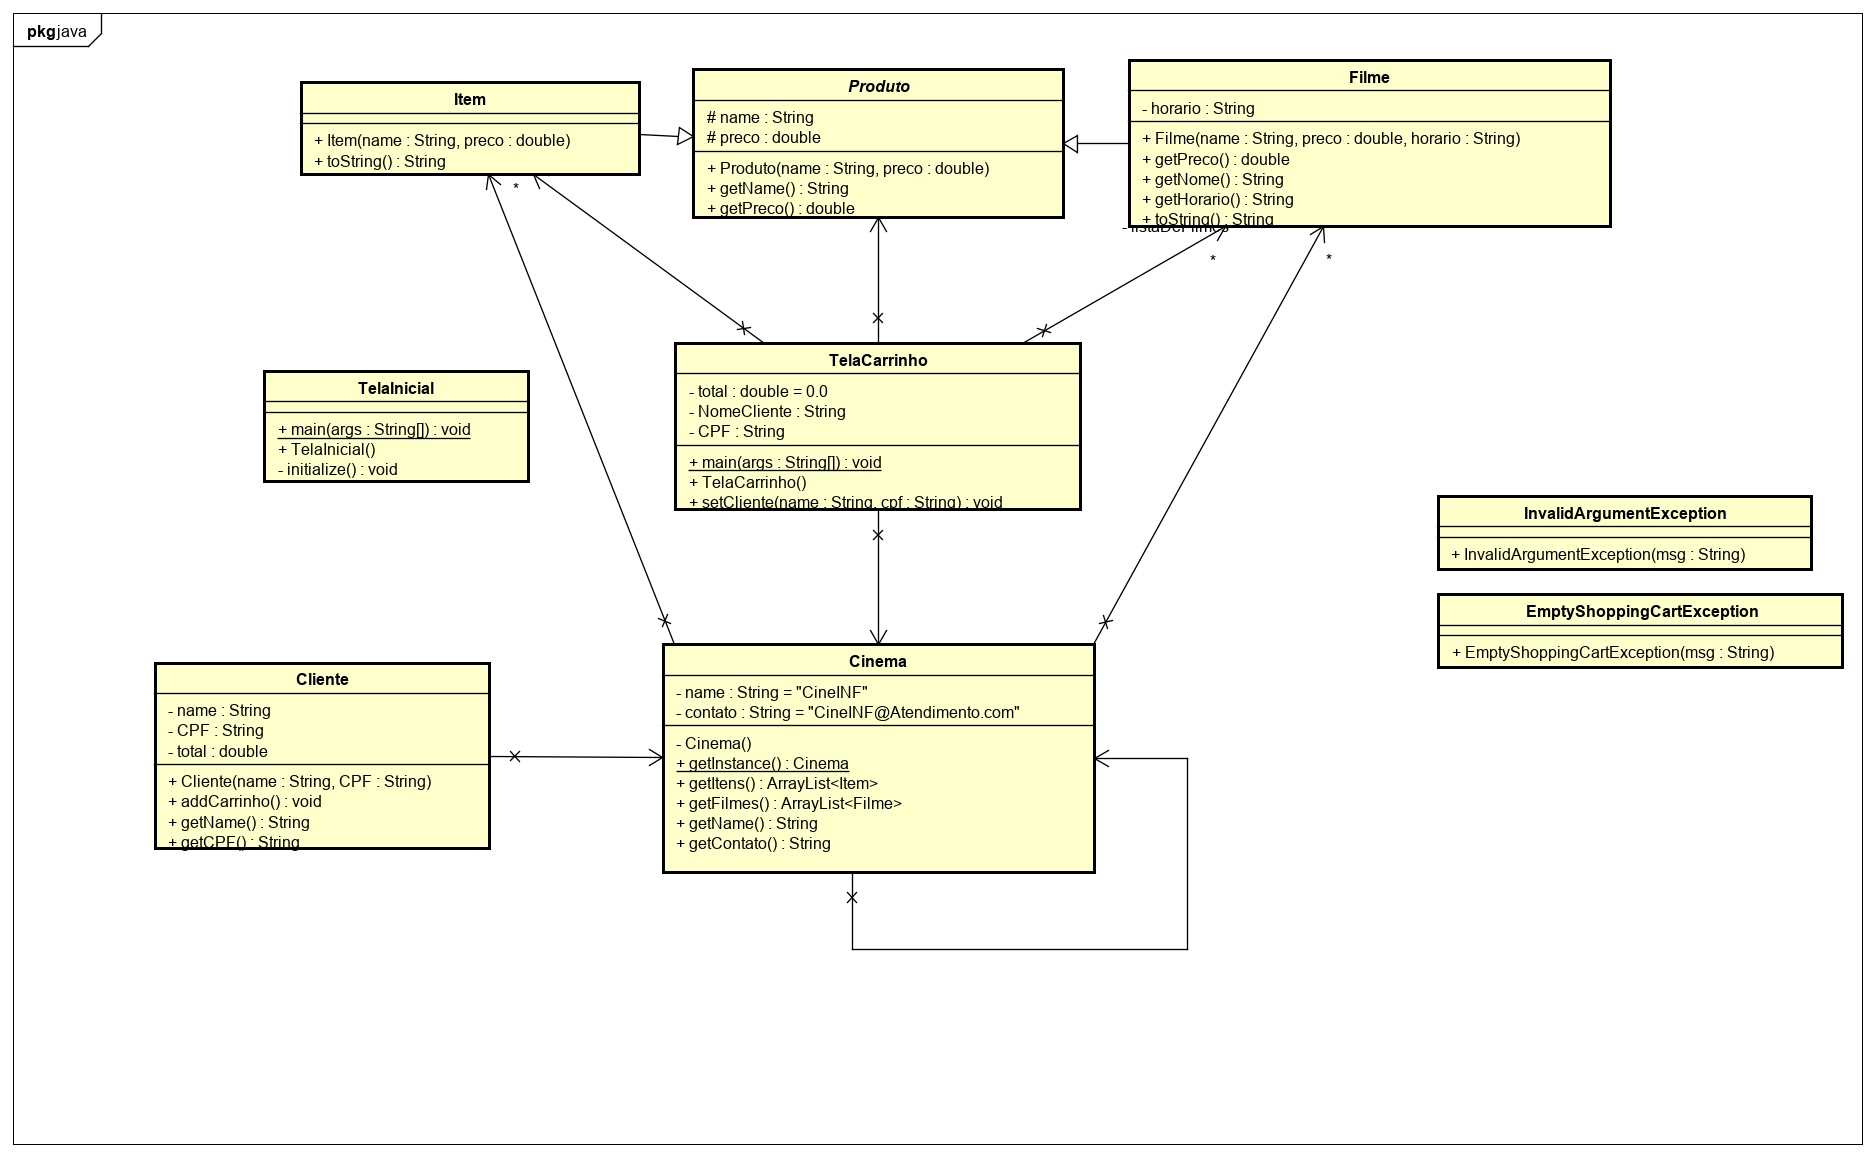 pkg java
Item
+ Item(name : String, preco : double)
+ toString() : String
*
Produto
# name : String
# preco : double
+ Produto(name : String, preco : double)
+ getName() : String
+ getPreco() : double
Filme
- horario : String
+ Filme(name : String, preco : double, horario : String)
+ getPreco() : double
+ getNome() : String
+ getHorario() : String
+ toString() : String
- listaDeFilmes
*
*
TelaInicial
+ main(args : String[]) : void
+ TelaInicial()
- initialize() : void
TelaCarrinho
- total : double = 0.0
- NomeCliente : String
- CPF : String
+ main(args : String[]) : void
+ TelaCarrinho()
+ setCliente(name : String, cpf : String) : void
InvalidArgumentException
+ InvalidArgumentException(msg : String)
EmptyShoppingCartException
+ EmptyShoppingCartException(msg : String)
Cliente
- name : String
- CPF : String
- total : double
+ Cliente(name : String, CPF : String)
+ addCarrinho() : void
+ getName() : String
+ getCPF() : String
Cinema
- name : String = "CineINF"
- contato : String = "CineINF@Atendimento.com"
- Cinema()
+ getInstance() : Cinema
+ getItens() : ArrayList<Item>
+ getFilmes() : ArrayList<Filme>
+ getName() : String
+ getContato() : String